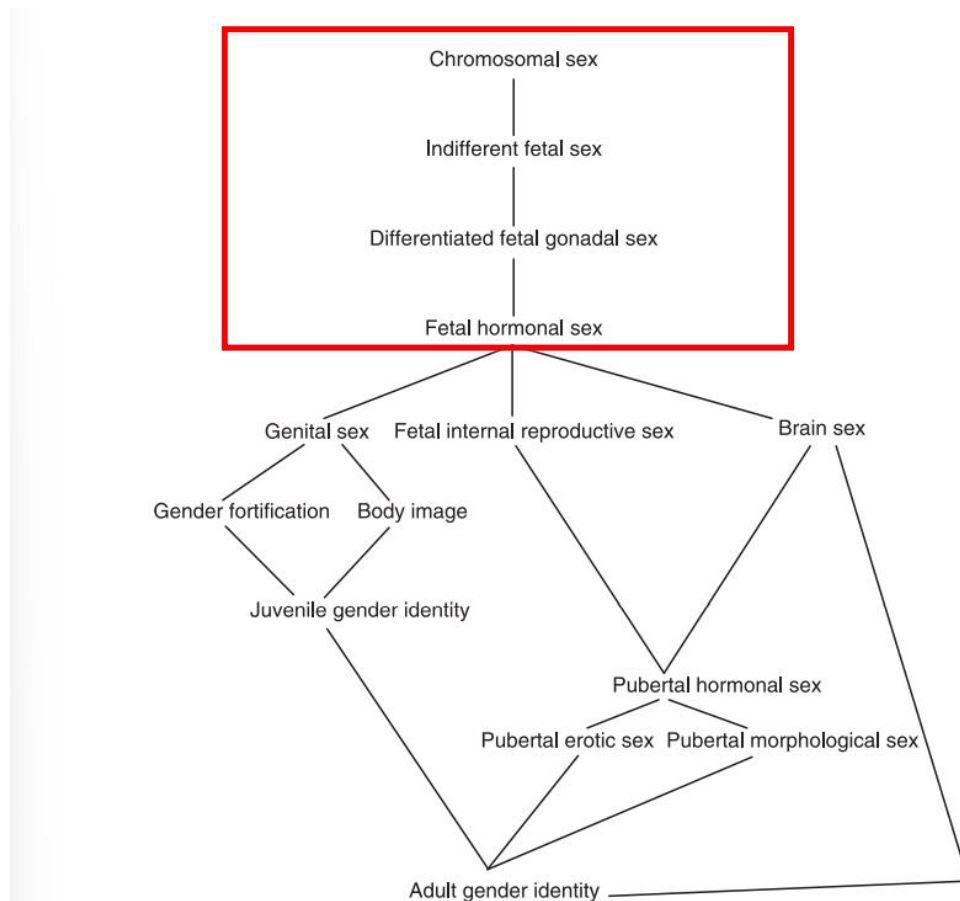 Chromosomal sex
Indifferent fetal sex
Differentiated fetal gonadal sex
Fetal hormonal sex
Genital sex
Fetal internal reproductive sex
Brain sex
Gender fortification
Body image
Juvenile gender identity
Pubertal hormonal sex
Pubertal erotic sex
Pubertal morphological sex
Adult gender identity